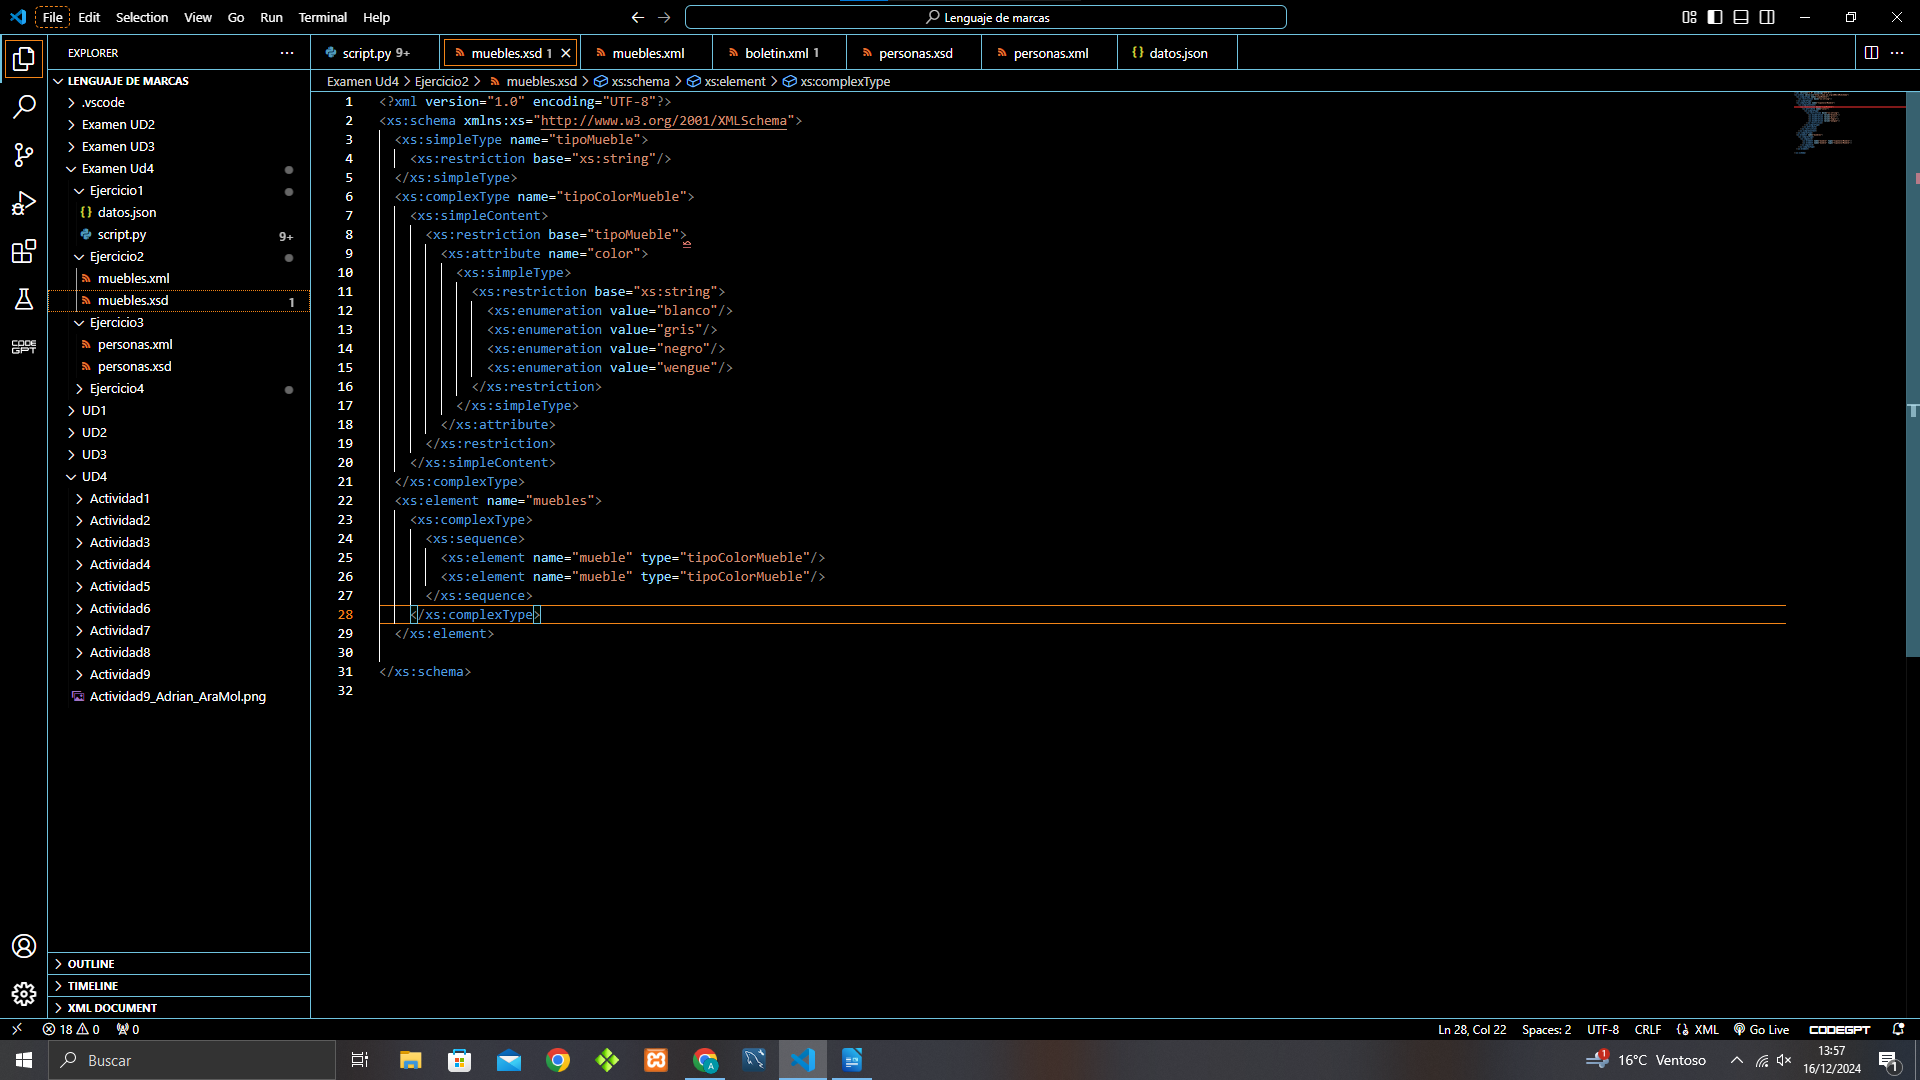 File Edit Selection View Go Run Terminal Help
Lenguaje de marcas
EXPLORER
script.py 9+
muebles.xsd 1
muebles.xml
boletin.xml 1
personas.xsd
personas.xml
datos.json
LENGUAJE DE MARCAS
.vscode
Examen UD2
Examen UD3
Examen Ud4
Ejercicio1
datos.json
script.py 9+
Ejercicio2
muebles.xml
muebles.xsd 1
Ejercicio3
personas.xml
personas.xsd
Ejercicio4
UD1
UD2
UD3
UD4
Actividad1
Actividad2
Actividad3
Actividad4
Actividad5
Actividad6
Actividad7
Actividad8
Actividad9
Actividad9_Adrian_AraMol.png
OUTLINE
TIMELINE
XML DOCUMENT
CODE GPT
Examen Ud4 > Ejercicio2 > muebles.xsd > xs:schema > xs:element > xs:complexType
1 <?xml version="1.0" encoding="UTF-8"?>
2 <xs:schema xmlns:xs="http://www.w3.org/2001/XMLSchema">
3 <xs:simpleType name="tipoMueble">
4 <xs:restriction base="xs:string"/>
5 </xs:simpleType>
6 <xs:complexType name="tipoColorMueble">
7 <xs:simpleContent>
8 <xs:restriction base="tipoMueble">
9 <xs:attribute name="color">
10 <xs:simpleType>
11 <xs:restriction base="xs:string">
12 <xs:enumeration value="blanco"/>
13 <xs:enumeration value="gris"/>
14 <xs:enumeration value="negro"/>
15 <xs:enumeration value="wengue"/>
16 </xs:restriction>
17 </xs:simpleType>
18 </xs:attribute>
19 </xs:restriction>
20 </xs:simpleContent>
21 </xs:complexType>
22 <xs:element name="muebles">
23 <xs:complexType>
24 <xs:sequence>
25 <xs:element name="mueble" type="tipoColorMueble"/>
26 <xs:element name="mueble" type="tipoColorMueble"/>
27 </xs:sequence>
28 </xs:complexType>
29 </xs:element>
30
31 </xs:schema>
32
18 0 0
Ln 28, Col 22 Spaces: 2 UTF-8 CRLF XML Go Live CODEGPT
Buscar
1 16°C Ventoso
13:57
16/12/2024
1